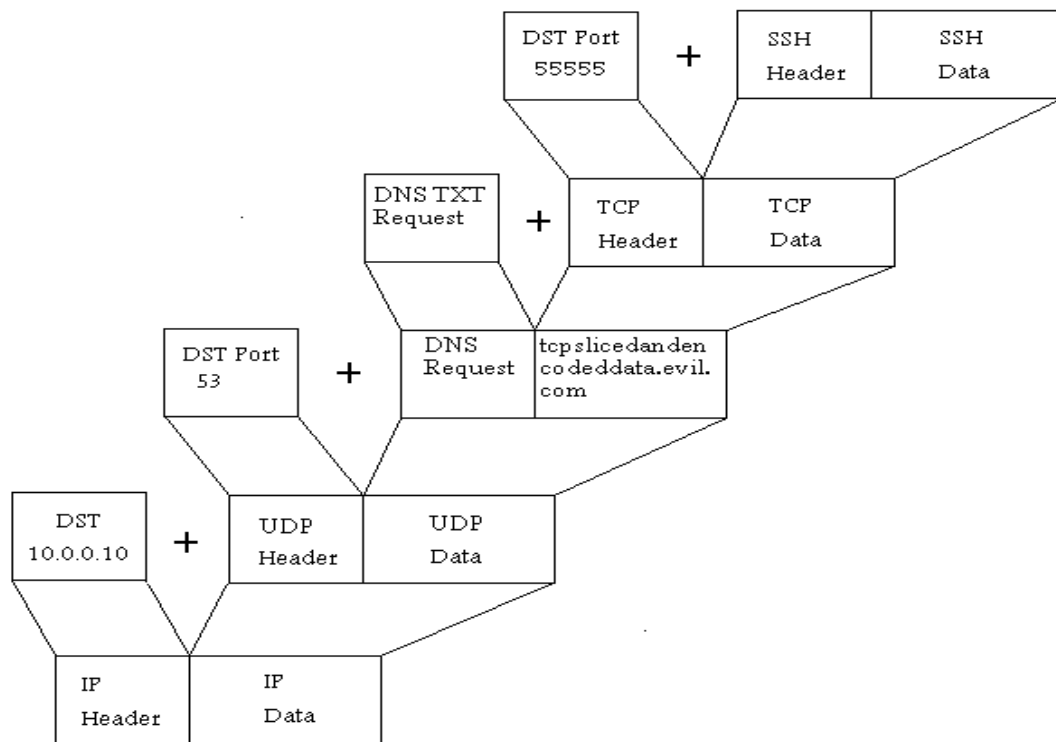 DST Port
55555
+
SSH
Header
SSH
Data
DNS TXT
Request
+
TCP
Header
TCP
Data
DST Port
53
+
DNS
Request
tcpslicedanden
codeddata.evil.
com
DST
10.0.0.10
+
UDP
Header
UDP
Data
IP
Header
IP
Data